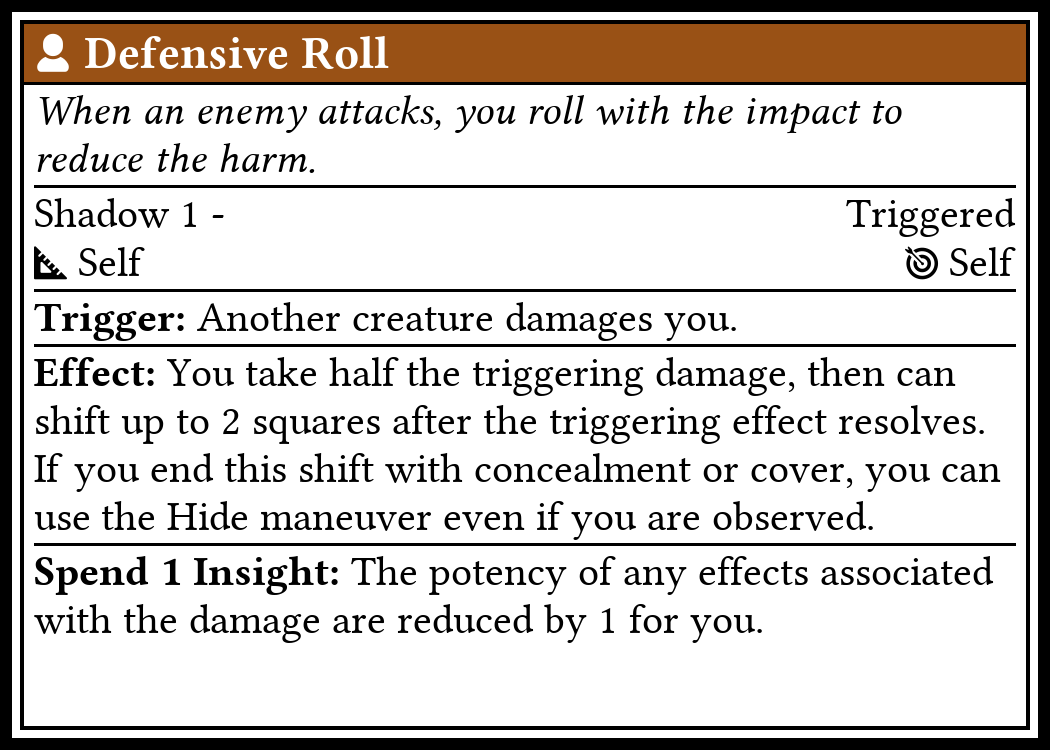 Defensive Roll
When an enemy attacks, you roll with the impact to
reduce the harm.
Shadow 1 - Triggered
Self Self
Trigger: Another creature damages you.
Effect: You take half the triggering damage, then can
shift up to 2 squares after the triggering effect resolves.
If you end this shift with concealment or cover, you can
use the Hide maneuver even if you are observed.
Spend 1 Insight: The potency of any effects associated
with the damage are reduced by 1 for you.